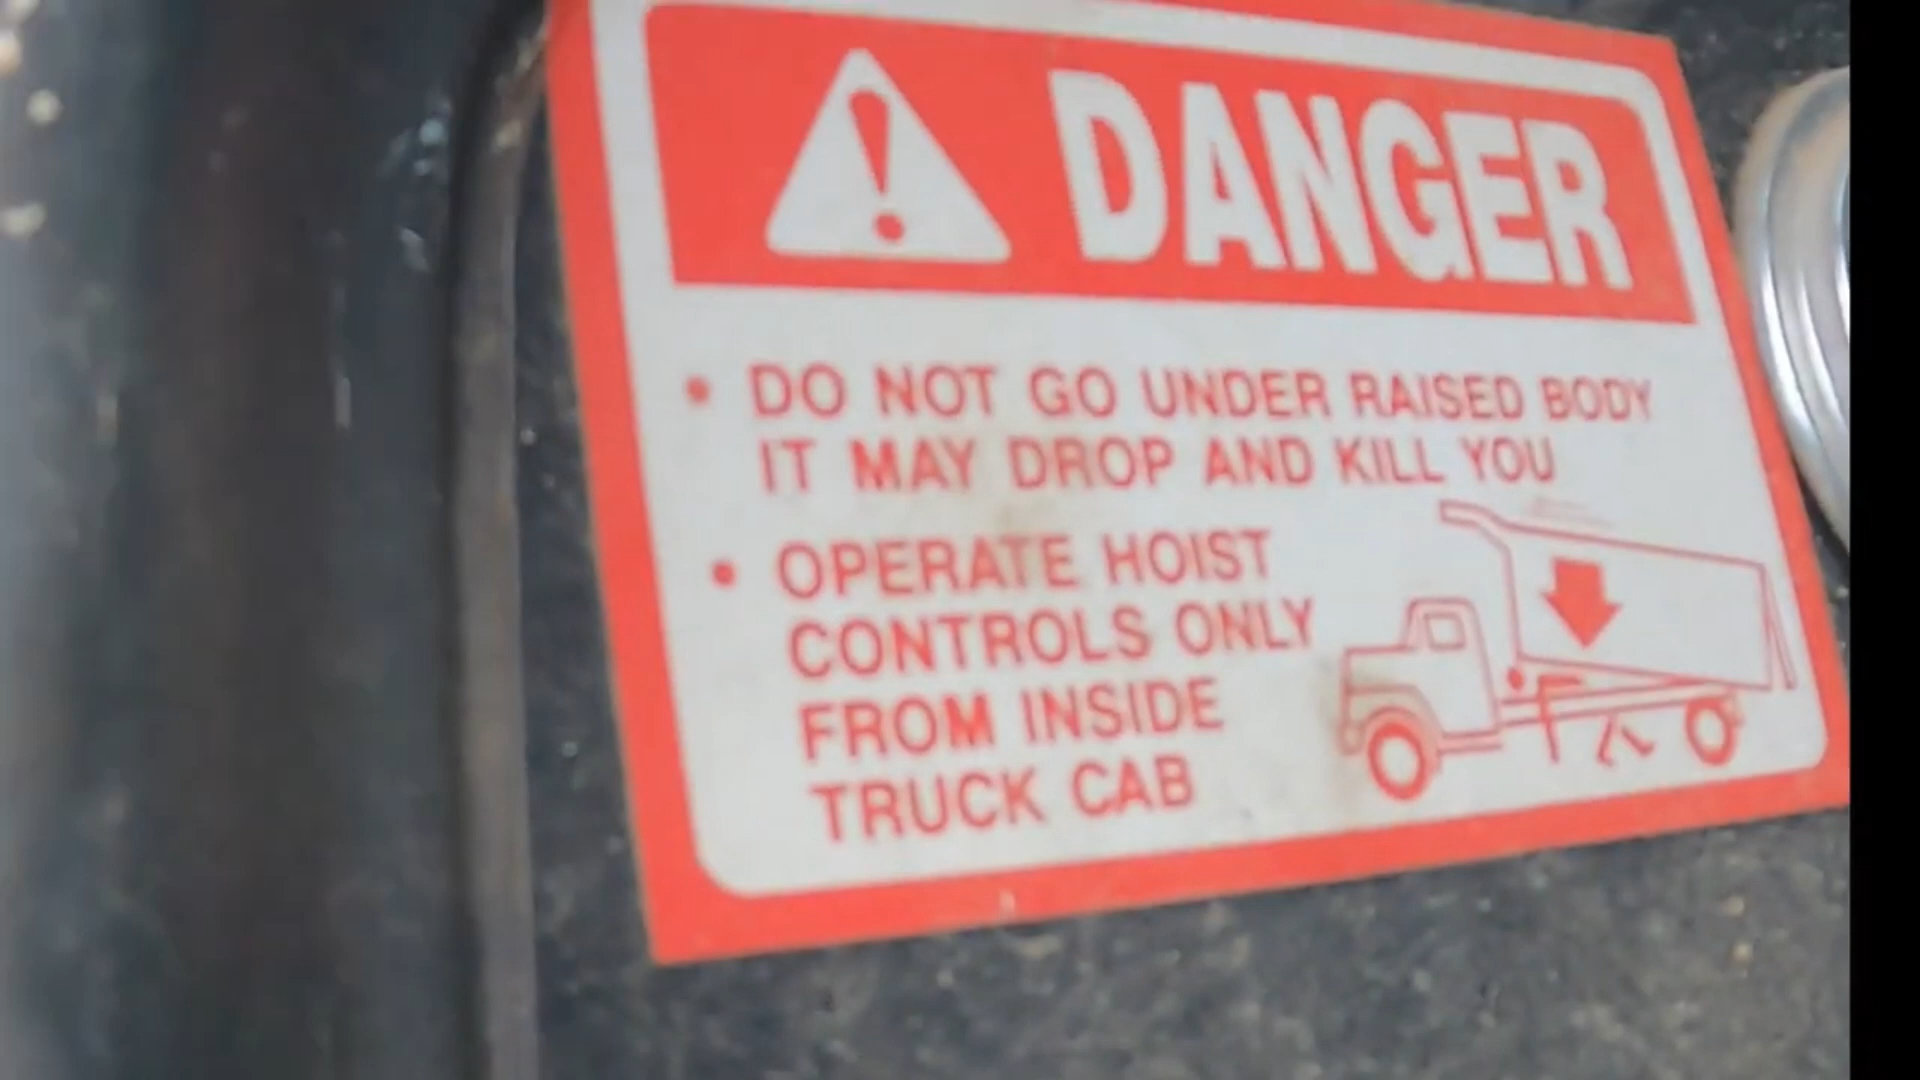 DANGER
• DO NOT GO UNDER RAISED BODY
IT MAY DROP AND KILL YOU
• OPERATE HOIST
CONTROLS ONLY
FROM INSIDE
TRUCK CAB